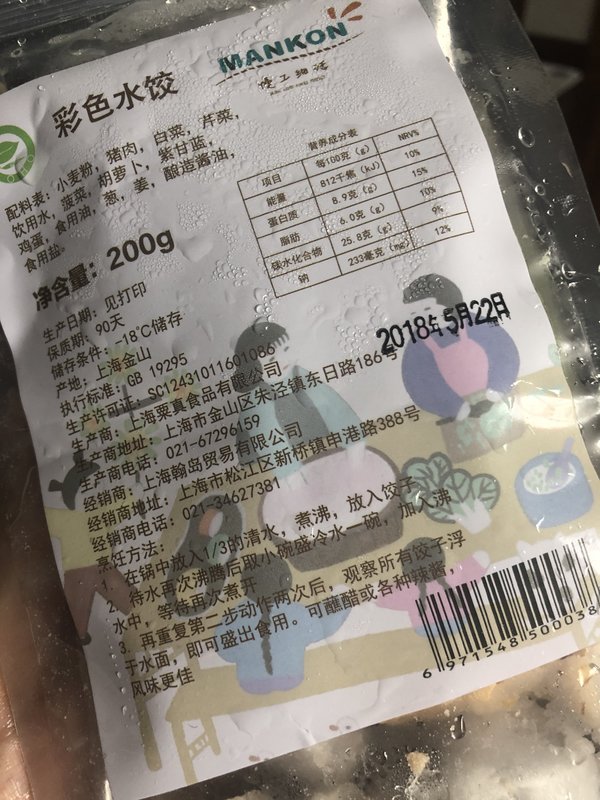 MANKON
慢工细活
彩色水饺
配料表：小麦粉，猪肉，白菜，芹菜，
饮用水，菠菜，胡萝卜，紫甘蓝，
鸡蛋，食用油，葱，姜，酿造酱油，
食用盐。
净含量：200g
营养成分表
项目 每100克（g） NRV%
能量 812千焦（kJ） 10%
蛋白质 8.9克（g） 15%
脂肪 6.0克（g） 10%
碳水化合物 25.8克（g） 9%
钠 233毫克（mg） 12%
生产日期：见打印
保质期：90天
储存条件：-18℃储存
产地：上海金山
执行标准：GB 19295
生产许可证：SC12431011601086
生产商：上海粟真食品有限公司
生产商地址：上海市金山区朱泾镇东日路186号
生产商电话：021-67296159
经销商：上海翰岛贸易有限公司
经销商地址：上海市松江区新桥镇申港路388号
经销商电话：021-34627381
2018年5月22日
烹饪方法：
1. 在锅中放入1/3的清水，煮沸，放入饺子
2. 待水再次沸腾后取小碗盛冷水一碗，加入沸
水中，等待再次煮开
3. 再重复第二步动作两次后，观察所有饺子浮
于水面，即可盛出食用。可蘸醋或各种辣酱，
风味更佳
6 971548 500038